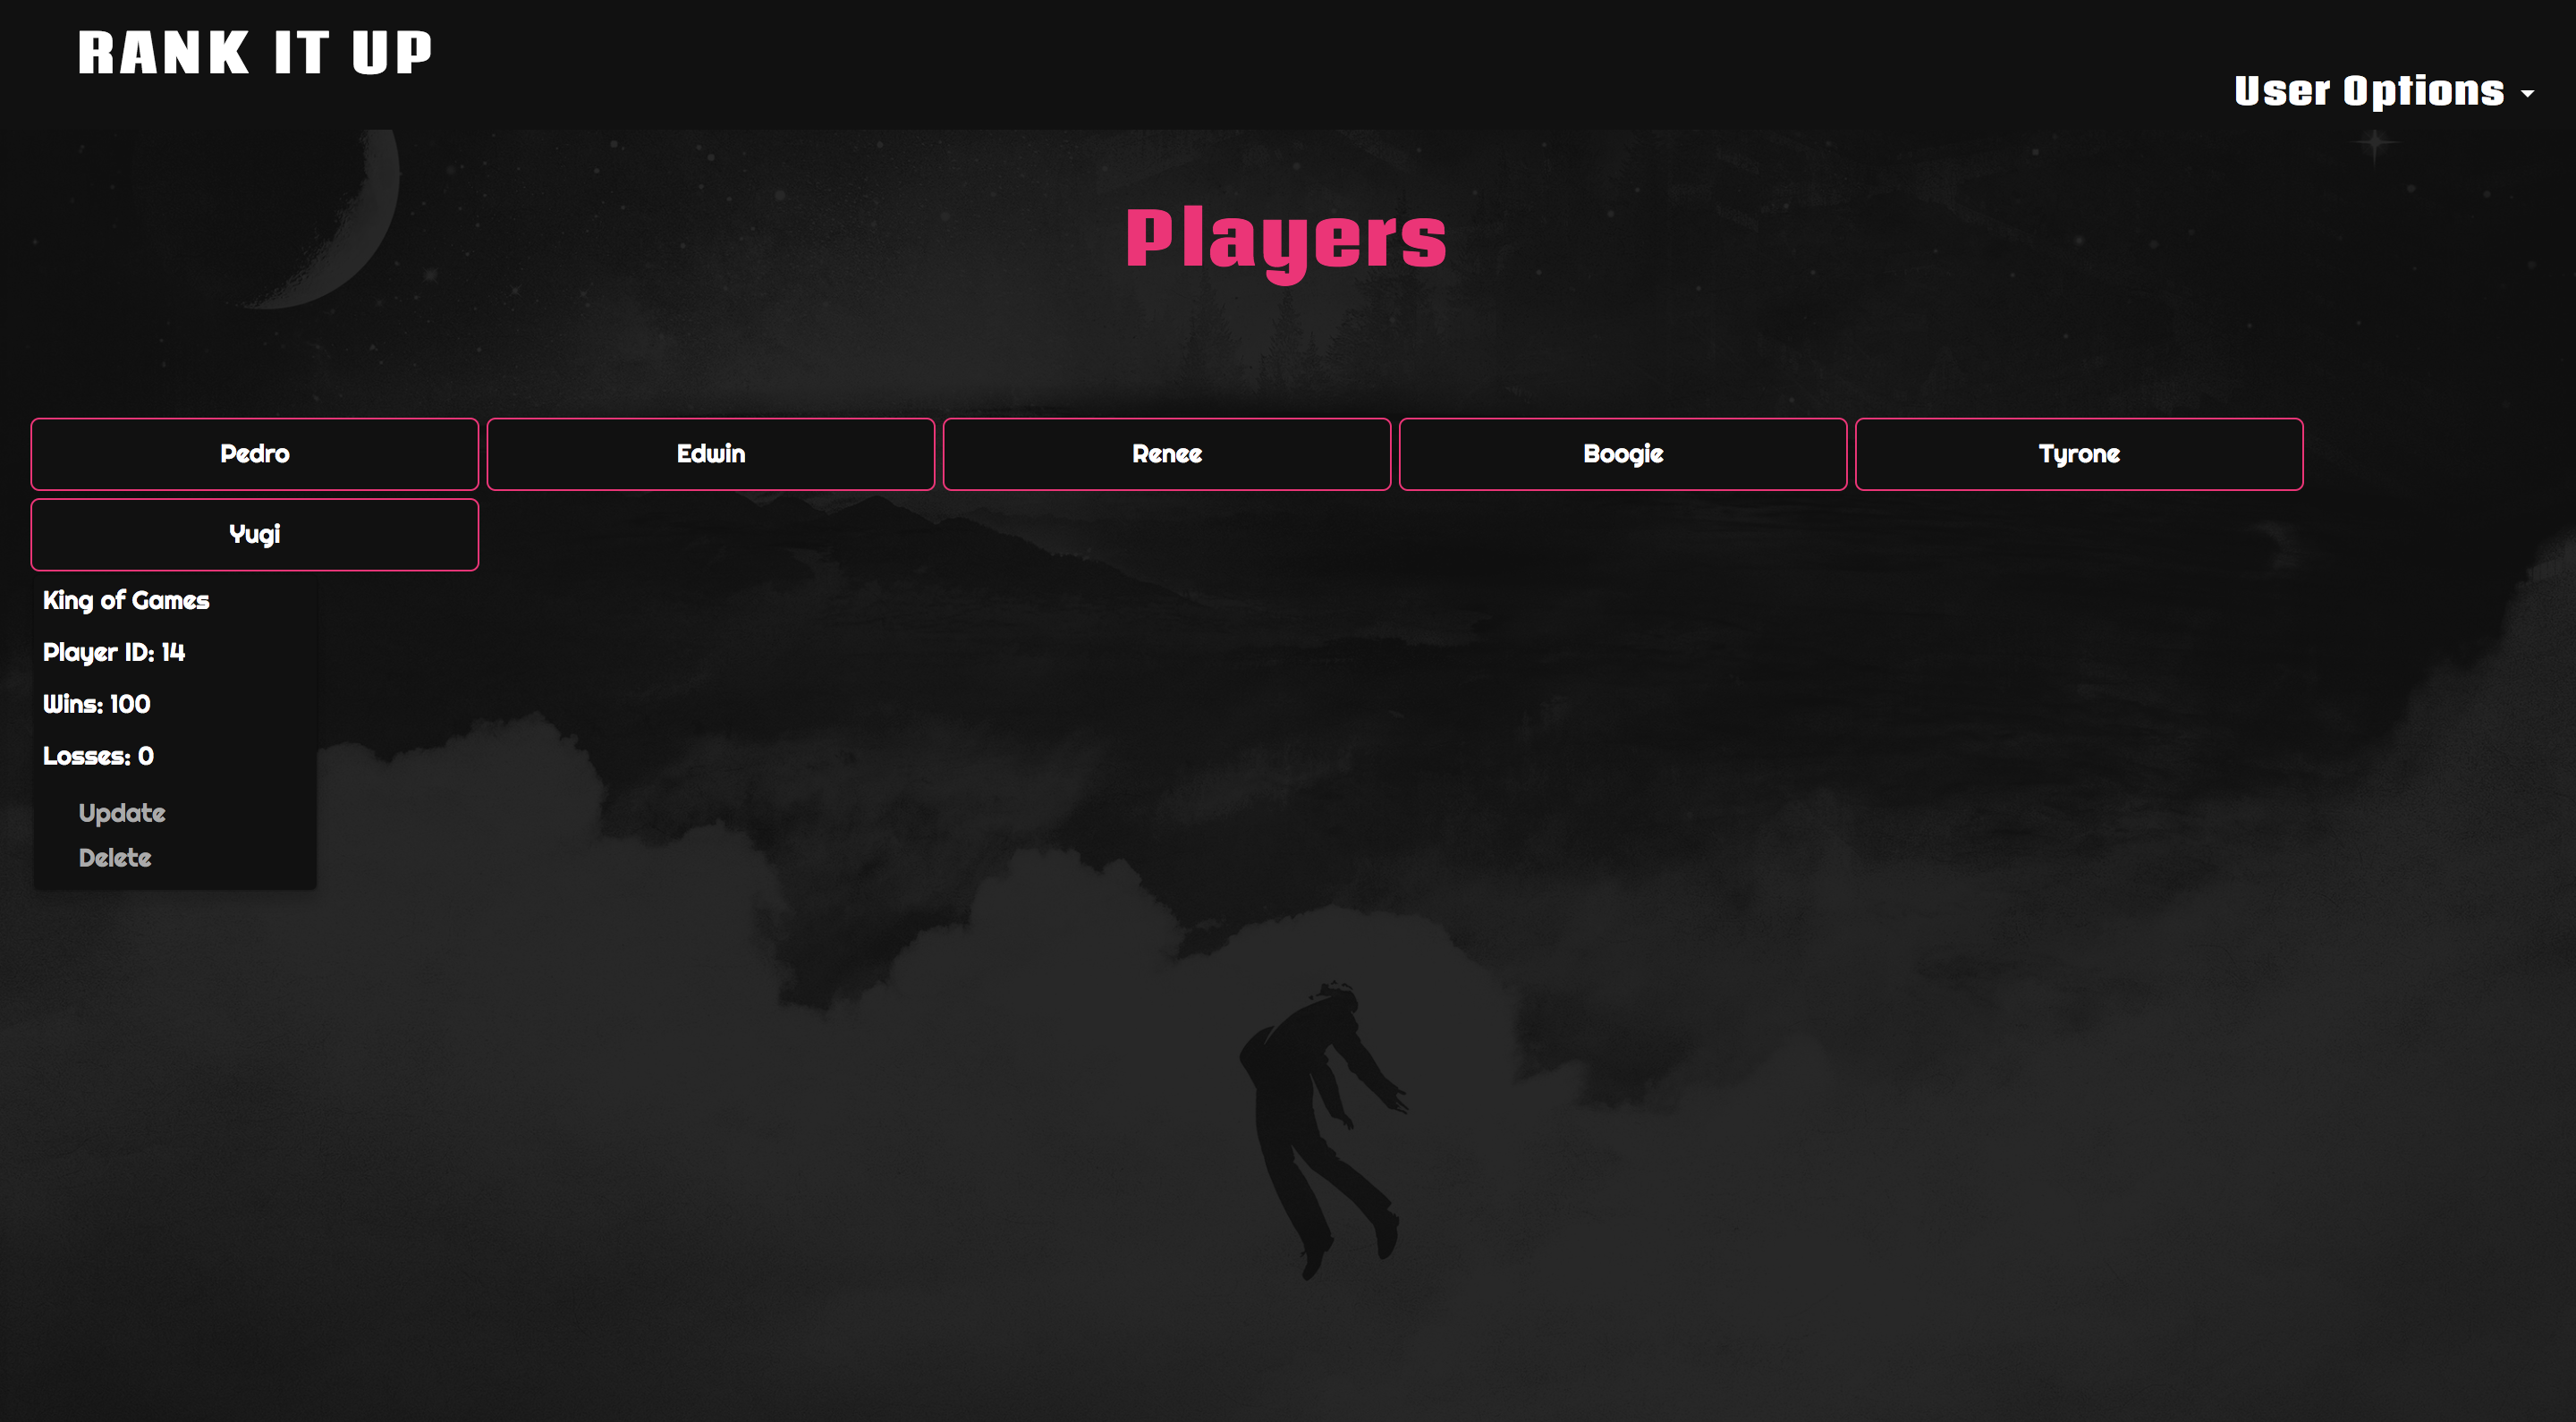 RANK IT UP
User Options
Players
Pedro
Edwin
Renee
Boogie
Tyrone
Yugi
King of Games
Player ID: 14
Wins: 100
Losses: 0
Update
Delete